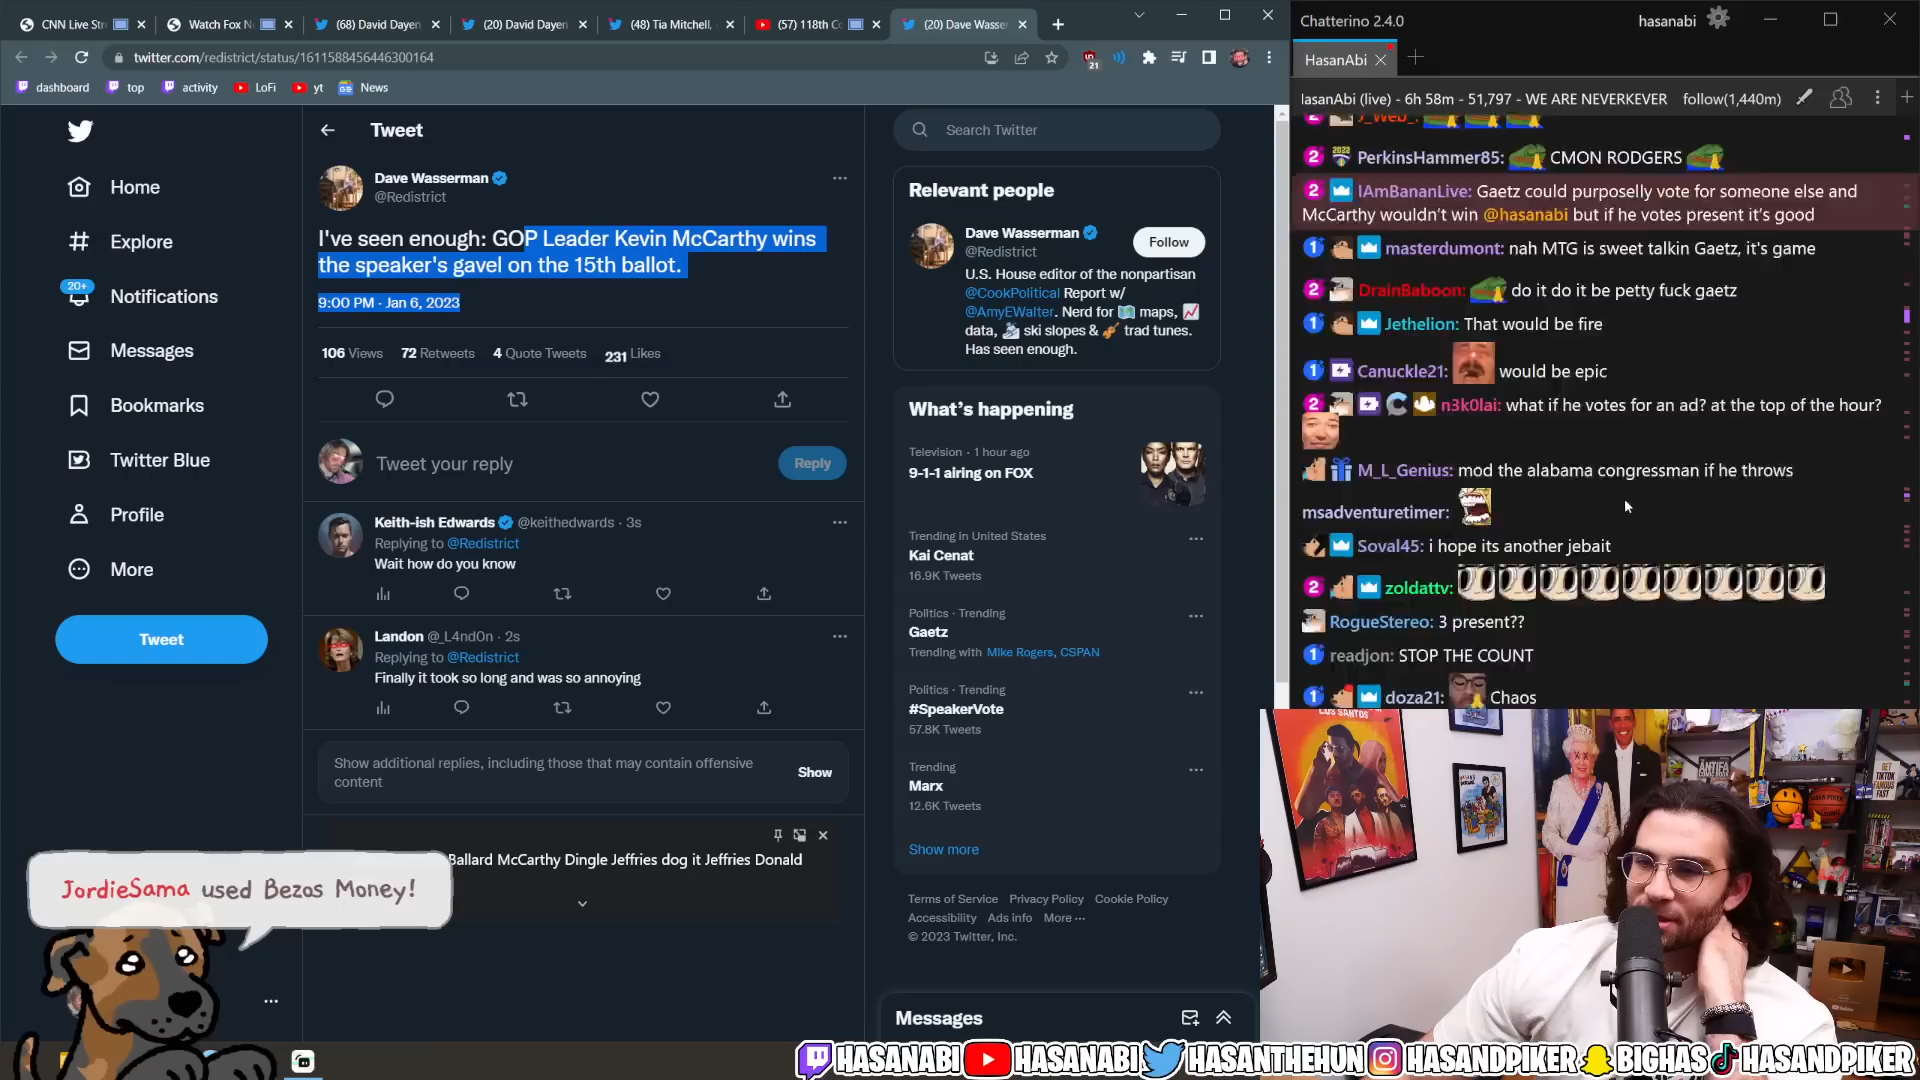 CNN Live Str
Watch Fox N
(68) David Dayen
(20) David Dayen
(48) Tia Mitchell,
(57) 118th Co
(20) Dave Wasse
twitter.com/redistrict/status/1611588456446300164
21
dashboard
top
activity
LoFi
yt
News
Home
Explore
20+
Notifications
Messages
Bookmarks
Twitter Blue
Profile
More
Tweet
Tweet
Dave Wasserman
@Redistrict
I've seen enough: GOP Leader Kevin McCarthy wins
the speaker's gavel on the 15th ballot.
9:00 PM · Jan 6, 2023
106 Views 72 Retweets 4 Quote Tweets 231 Likes
Tweet your reply
Reply
Keith-ish Edwards @keithedwards · 3s
Replying to @Redistrict
Wait how do you know
Landon @_L4nd0n · 2s
Replying to @Redistrict
Finally it took so long and was so annoying
Show additional replies, including those that may contain offensive
content
Show
Ballard McCarthy Dingle Jeffries dog it Jeffries Donald
JordieSama used Bezos Money!
Search Twitter
Relevant people
Dave Wasserman
@Redistrict
Follow
U.S. House editor of the nonpartisan
@CookPolitical Report w/
@AmyEWalter. Nerd for maps,
data, ski slopes & trad tunes.
Has seen enough.
What's happening
Television · 1 hour ago
9-1-1 airing on FOX
Trending in United States
Kai Cenat
16.9K Tweets
Politics · Trending
Gaetz
Trending with Mike Rogers, CSPAN
Politics · Trending
#SpeakerVote
57.8K Tweets
Trending
Marx
12.6K Tweets
Show more
Terms of Service Privacy Policy Cookie Policy
Accessibility Ads info More ···
© 2023 Twitter, Inc.
Messages
Chatterino 2.4.0
hasanabi
HasanAbi
lasanAbi (live) - 6h 58m - 51,797 - WE ARE NEVERKEVER follow(1,440m)
J_Web_:
PerkinsHammer85: CMON RODGERS
lAmBananLive: Gaetz could purposelly vote for someone else and
McCarthy wouldn't win @hasanabi but if he votes present it's good
masterdumont: nah MTG is sweet talkin Gaetz, it's game
DrainBaboon: do it do it be petty fuck gaetz
Jethelion: That would be fire
Canuckle21: would be epic
n3k0lai: what if he votes for an ad? at the top of the hour?
M_L_Genius: mod the alabama congressman if he throws
msadventuretimer:
Soval45: i hope its another jebait
zoldattv:
RogueStereo: 3 present??
readjon: STOP THE COUNT
doza21: Chaos
LOS SANTOS
ANTIFA
GET
TIKTOK
FAMOUS
FAST
HASANABI HASANABI HASANTHEHUN HASANDPIKER BIGHAS HASANDPIKER